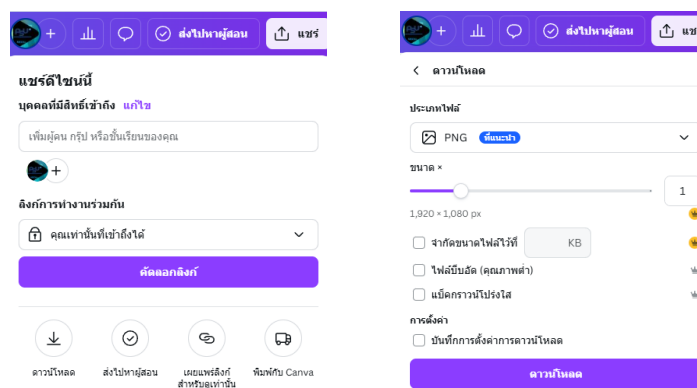 ส่งไปหาผู้สอน
แชร์
แชร์ดีไซน์นี้
บุคคลที่มีสิทธิ์เข้าถึง แก้ไข
เพิ่มผู้คน กรุ๊ป หรือชั้นเรียนของคุณ
ลิงก์การทำงานร่วมกัน
คุณเท่านั้นที่เข้าถึงได้
คัดลอกลิงก์
ดาวน์โหลด
ส่งไปหาผู้สอน
เผยแพร่ลิงก์
สำหรับดูเท่านั้น
พิมพ์กับ Canva
ส่งไปหาผู้สอน
แช
ดาวน์โหลด
ประเภทไฟล์
PNG ที่แนะนำ
ขนาด ×
1
1,920 × 1,080 px
จำกัดขนาดไฟล์ไว้ที่ KB
ไฟล์บีบอัด (คุณภาพต่ำ)
แบ็คกราวน์โปร่งใส
การตั้งค่า
บันทึกการตั้งค่าการดาวน์โหลด
ดาวน์โหลด